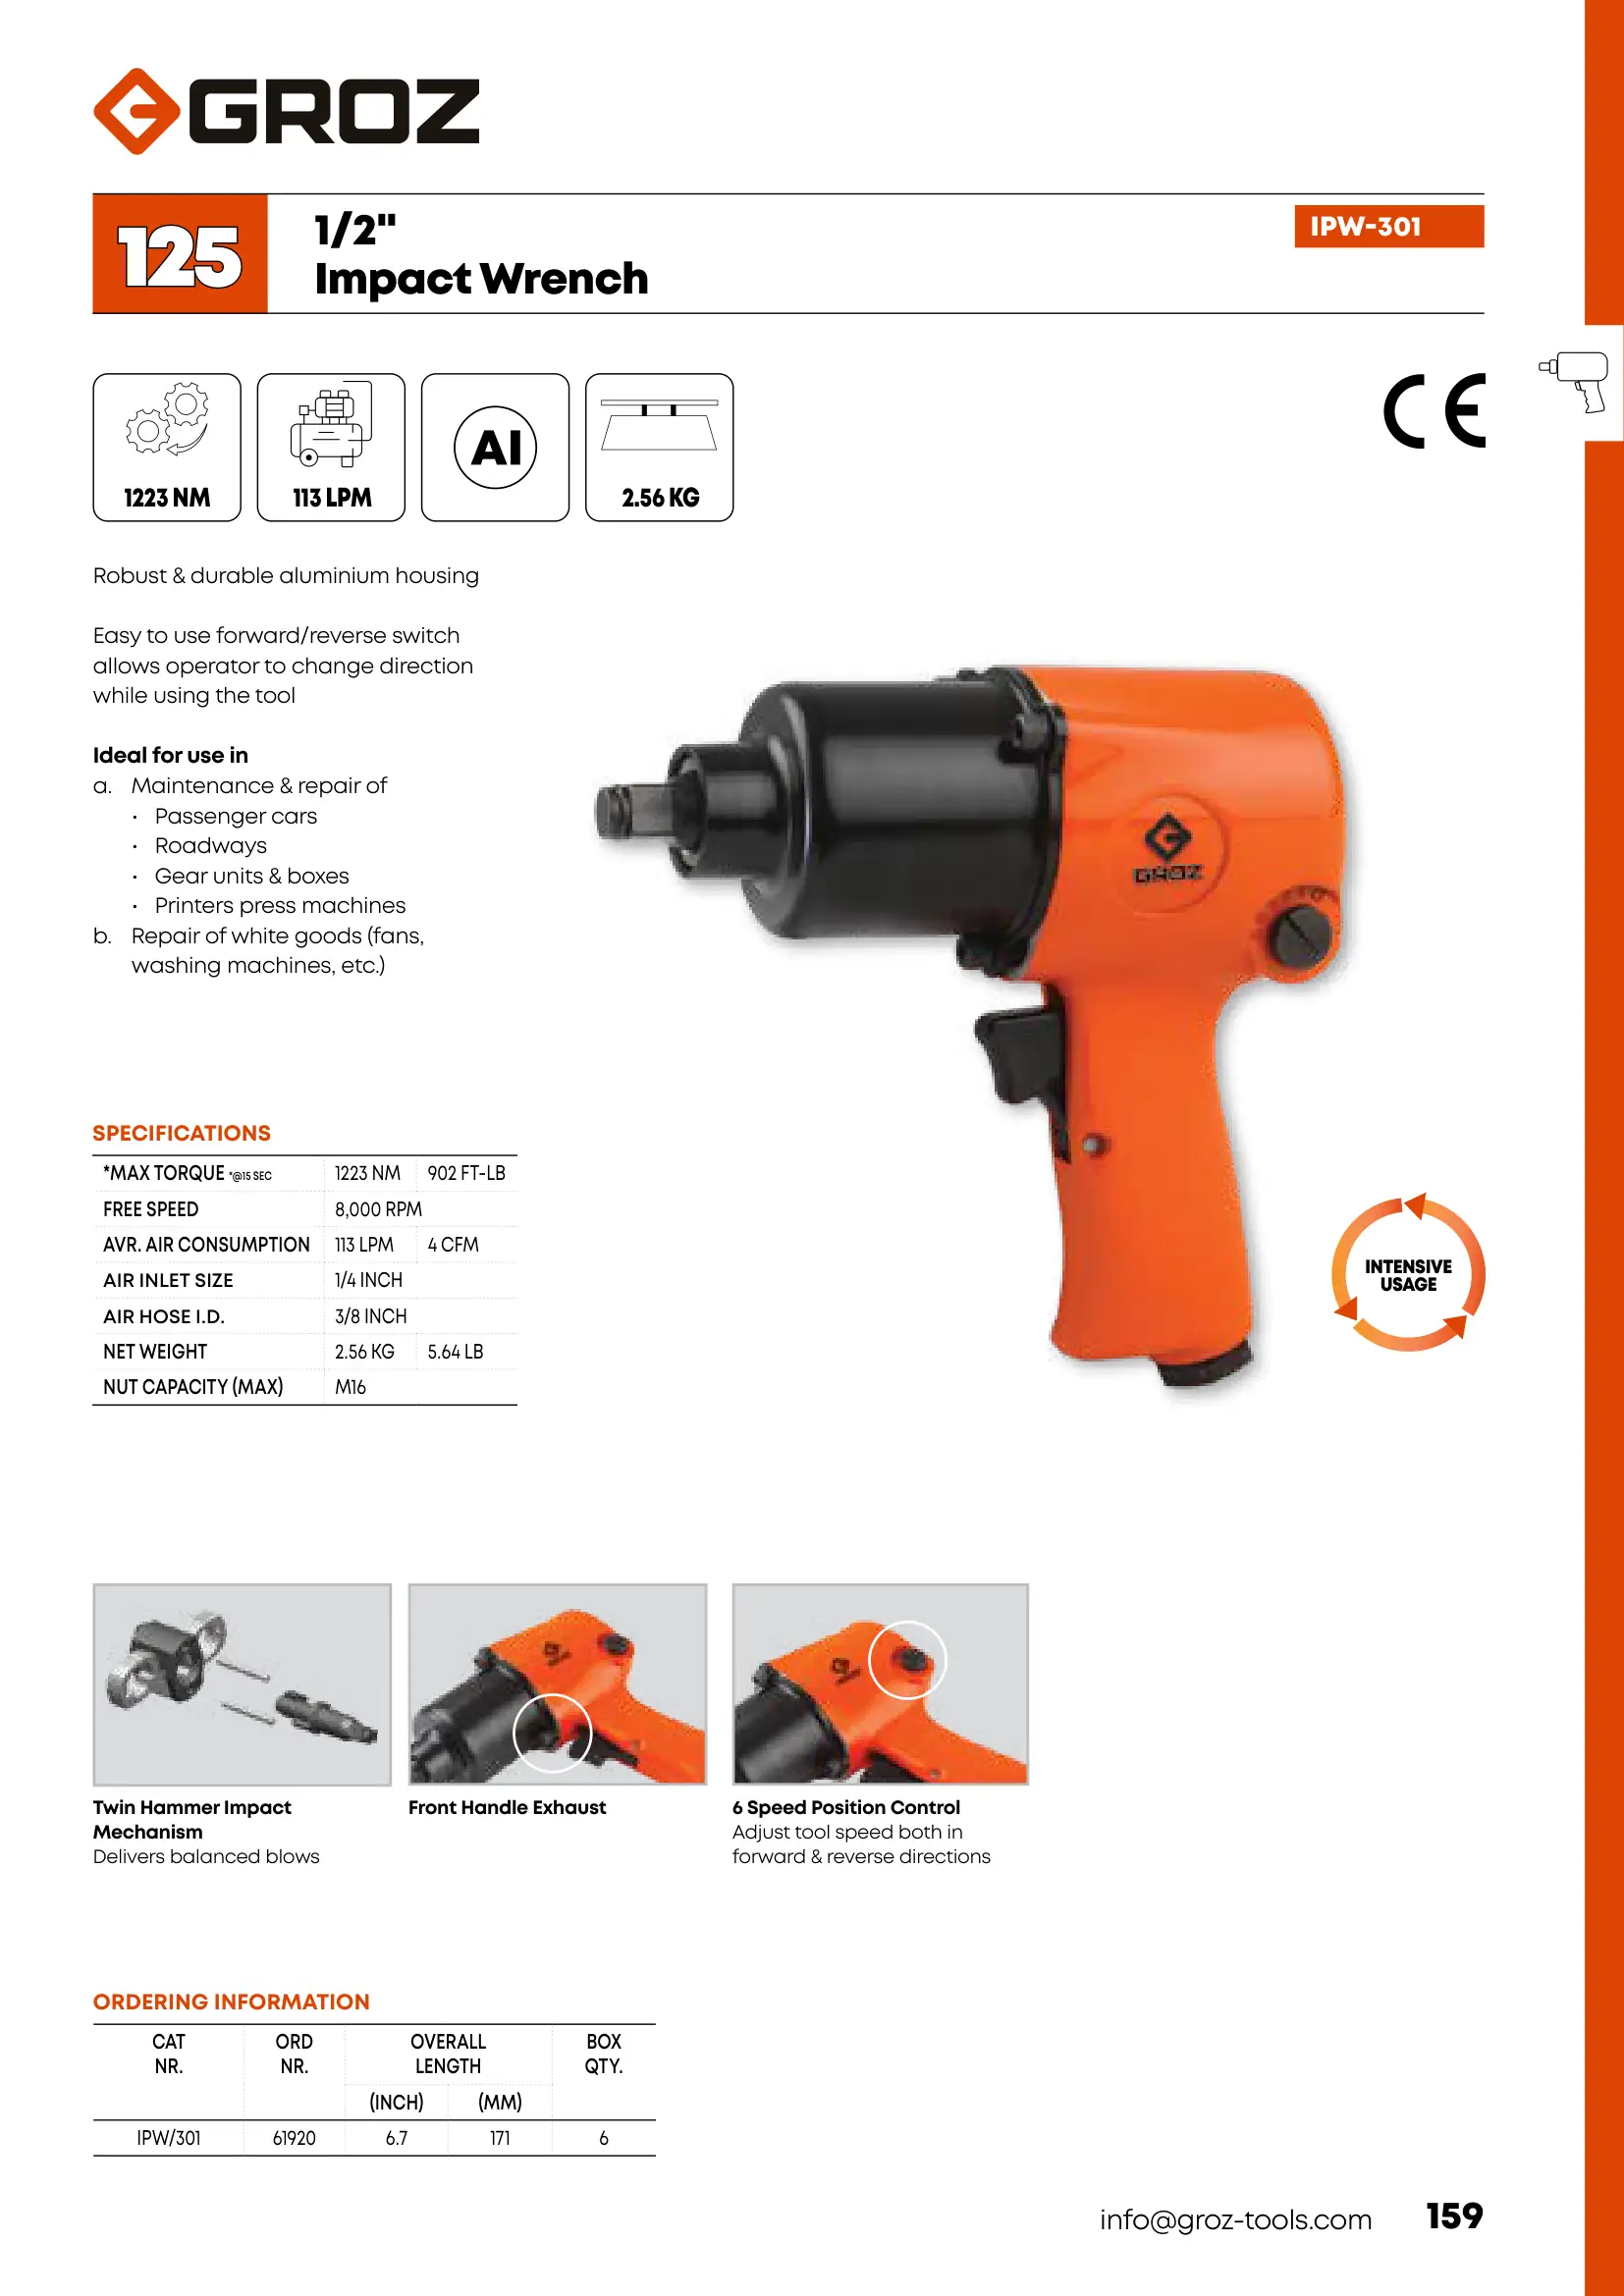 GROZ
125
1/2"
Impact Wrench
IPW-301
1223 NM
113 LPM
AI
2.56 KG
CE
Robust & durable aluminium housing
Easy to use forward/reverse switch
allows operator to change direction
while using the tool
Ideal for use in
a. Maintenance & repair of
· Passenger cars
· Roadways
· Gear units & boxes
· Printers press machines
b. Repair of white goods (fans,
washing machines, etc.)
GROZ
SPECIFICATIONS
*MAX TORQUE *@15 SEC 1223 NM 902 FT-LB
FREE SPEED 8,000 RPM
AVR. AIR CONSUMPTION 113 LPM 4 CFM
AIR INLET SIZE 1/4 INCH
AIR HOSE I.D. 3/8 INCH
NET WEIGHT 2.56 KG 5.64 LB
NUT CAPACITY (MAX) M16
INTENSIVE
USAGE
Twin Hammer Impact
Mechanism
Delivers balanced blows
Front Handle Exhaust
6 Speed Position Control
Adjust tool speed both in
forward & reverse directions
ORDERING INFORMATION
CAT ORD OVERALL BOX
NR. NR. LENGTH QTY.
(INCH) (MM)
IPW/301 61920 6.7 171 6
info@groz-tools.com 159